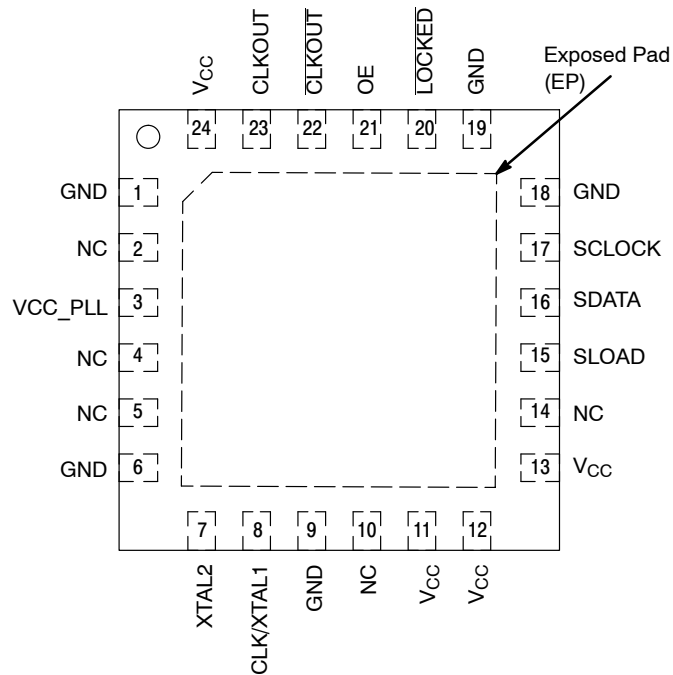 VCC
CLKOUT
CLKOUT
OE
LOCKED
GND
Exposed Pad
(EP)
24
23
22
21
20
19
GND
1
18
GND
NC
2
17
SCLOCK
VCC_PLL
3
16
SDATA
NC
4
15
SLOAD
NC
5
14
NC
GND
6
13
VCC
7
8
9
10
11
12
XTAL2
CLK/XTAL1
GND
NC
VCC
VCC